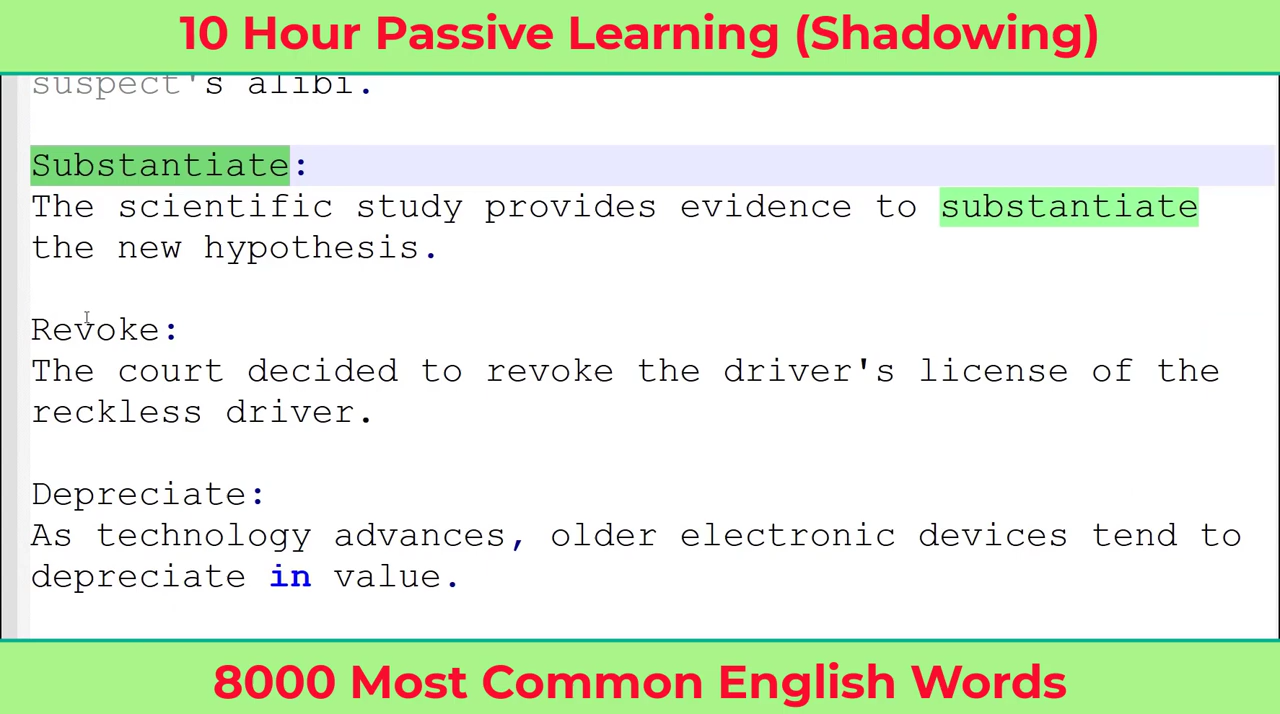 10 Hour Passive Learning (Shadowing)
suspect's alibi.
Substantiate:
The scientific study provides evidence to substantiate
the new hypothesis.
Revoke:
The court decided to revoke the driver's license of the
reckless driver.
Depreciate:
As technology advances, older electronic devices tend to
depreciate in value.
8000 Most Common English Words